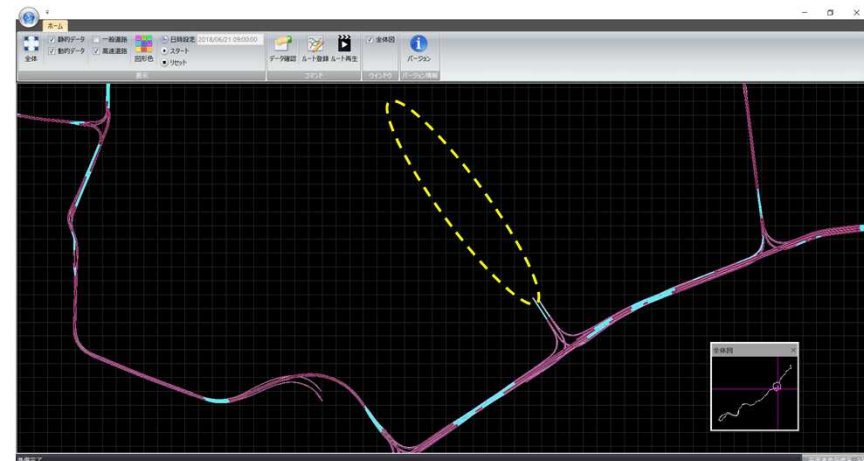 ホーム
静的データ 一般道路 日時設定 2018/06/21 09:00:00 全体図
動的データ 高速道路 スタート
全体 図形色 リセット データ確認 ルート登録 ルート再生 バージョン
表示 コマンド ウインドウ バージョン情報
全体図
準備完了